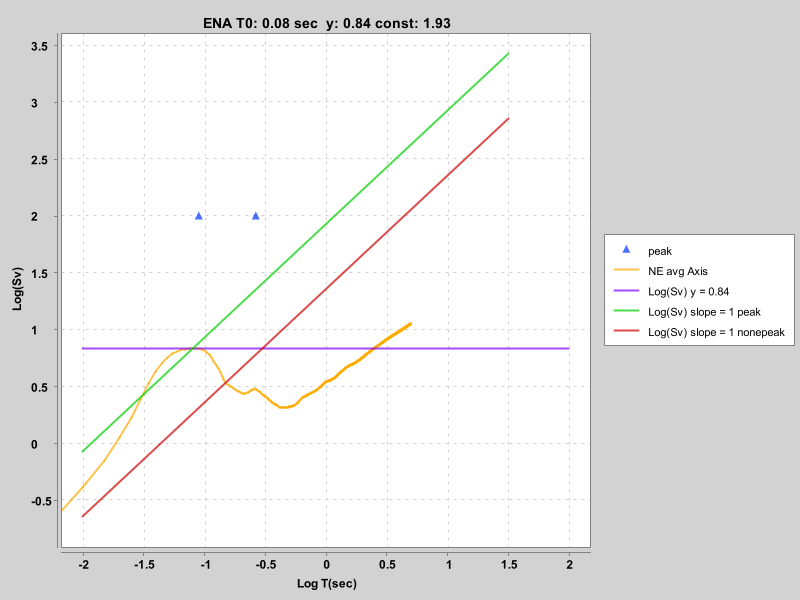 ENA T0: 0.08 sec  y: 0.84 const: 1.93
3.5
3
2.5
2
1.5
1
0.5
0
-0.5
Log(Sv)
-2 -1.5 -1 -0.5 0 0.5 1 1.5 2
Log T(sec)
peak
NE avg Axis
Log(Sv) y = 0.84
Log(Sv) slope = 1 peak
Log(Sv) slope = 1 nonepeak